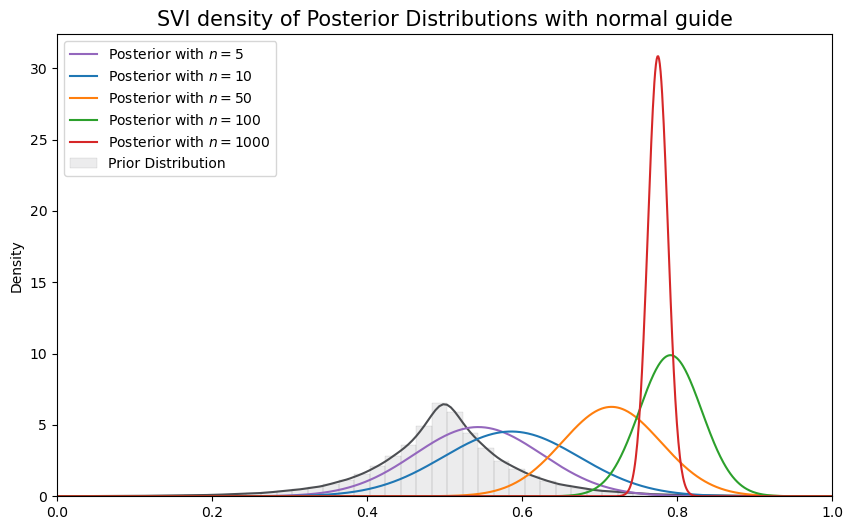 SVI density of Posterior Distributions with normal guide
Posterior with n = 5
Posterior with n = 10
Posterior with n = 50
Posterior with n = 100
Posterior with n = 1000
Prior Distribution
Density
30
25
20
15
10
5
0
0.0 0.2 0.4 0.6 0.8 1.0